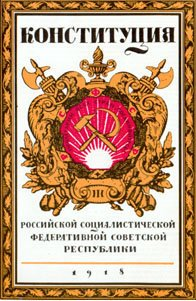 КОНСТИТУЦИЯ
РОССИЙСКОЙ СОЦИАЛИСТИЧЕСКОЙ
ФЕДЕРАТИВНОЙ СОВЕТСКОЙ
РЕСПУБЛИКИ
1918